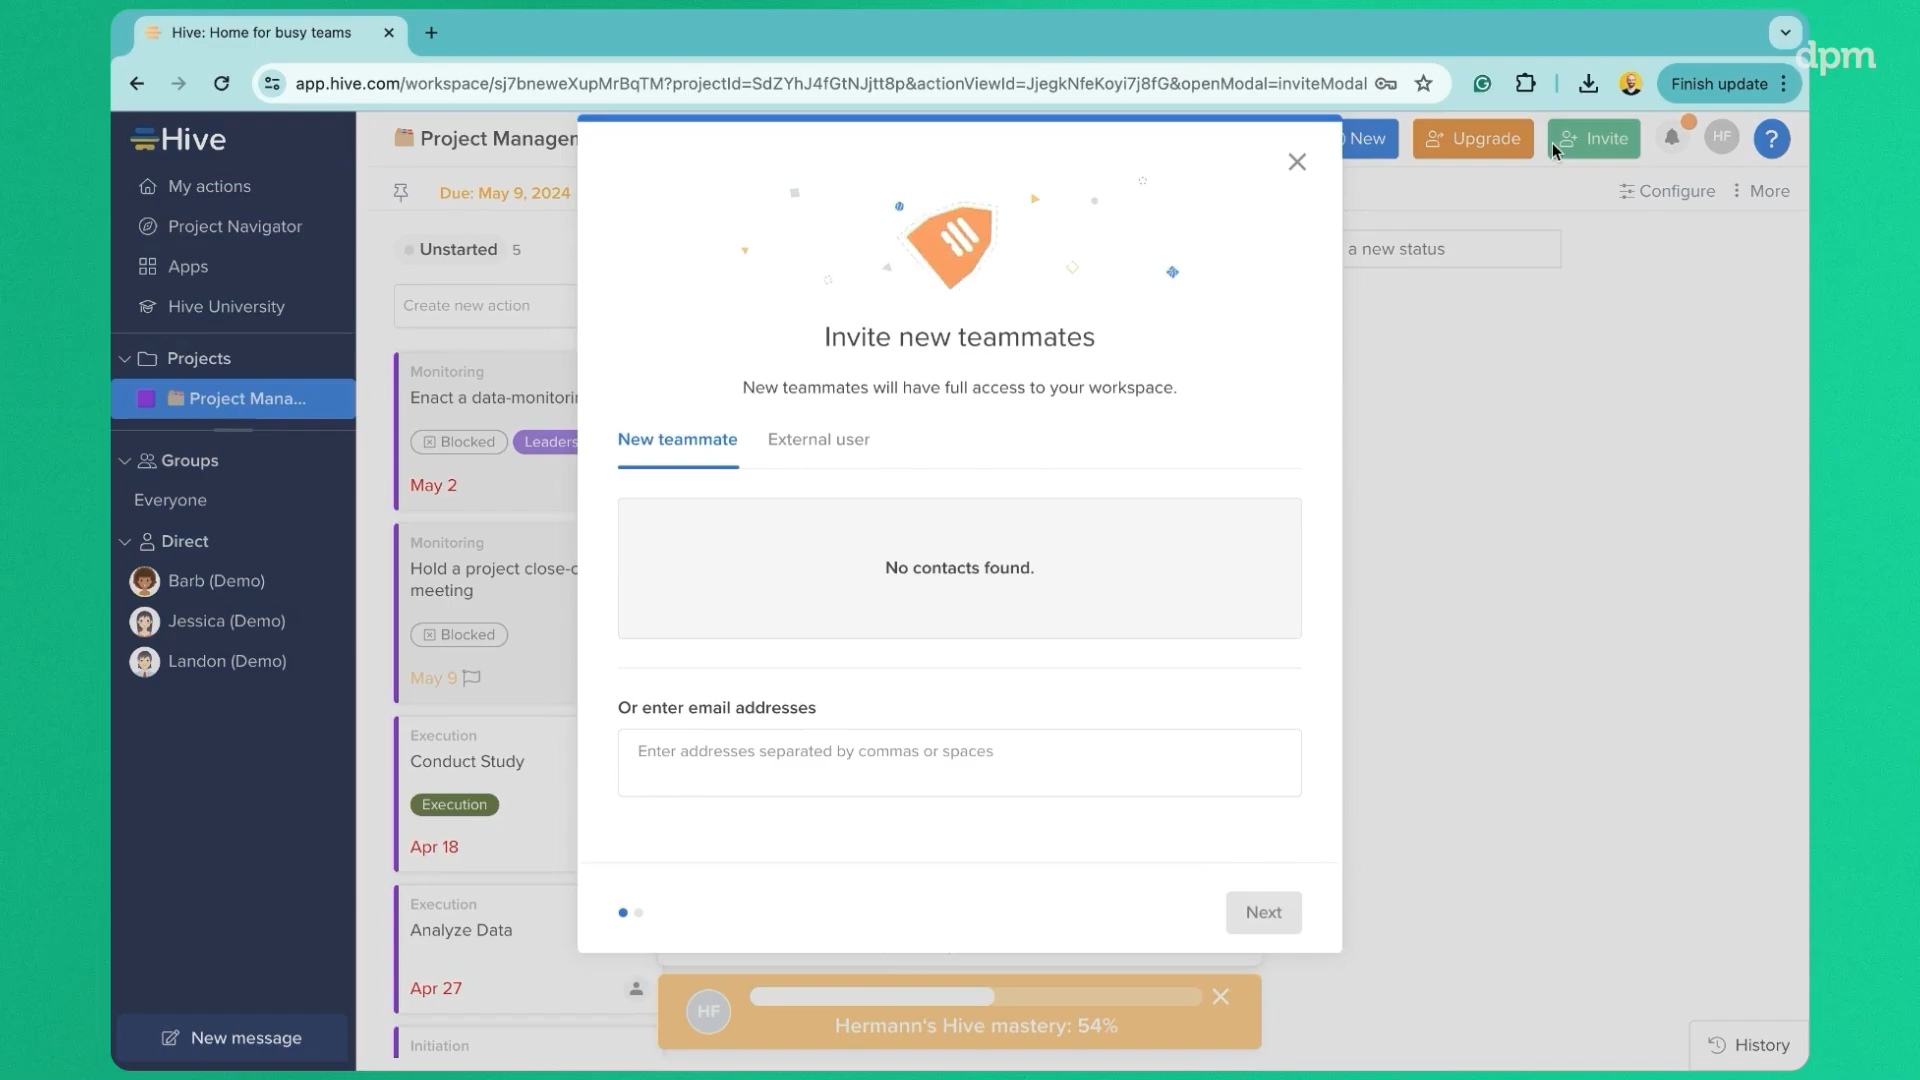 Hive: Home for busy teams
dpm
app.hive.com/workspace/sj7bneweXupMrBqTM?projectId=SdZYhJ4fGtNJjtt8p&actionViewId=JjegkNfeKoyi7j8fG&openModal=inviteModal
Finish update
Hive
My actions
Project Navigator
Apps
Hive University
Projects
Project Mana...
Groups
Everyone
Direct
Barb (Demo)
Jessica (Demo)
Landon (Demo)
New message
Project Managen
New
Upgrade
Invite
HF
?
Due: May 9, 2024
Configure
More
Unstarted 5
a new status
Create new action
Monitoring
Enact a data-monitorin
Blocked
Leaders
May 2
Monitoring
Hold a project close-o
meeting
Blocked
May 9
Execution
Conduct Study
Execution
Apr 18
Execution
Analyze Data
Apr 27
Initiation
Invite new teammates
New teammates will have full access to your workspace.
New teammate
External user
No contacts found.
Or enter email addresses
Enter addresses separated by commas or spaces
Next
HF
Hermann's Hive mastery: 54%
History